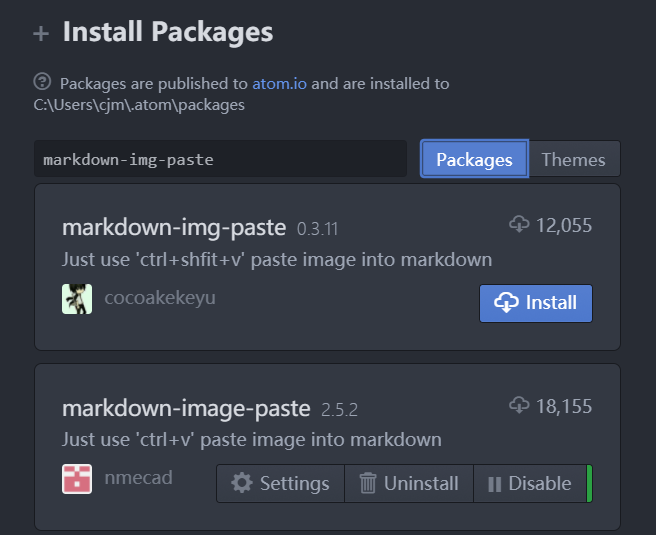 Install Packages
Packages are published to atom.io and are installed to
C:\Users\cjm\.atom\packages
markdown-img-paste
Packages Themes
markdown-img-paste 0.3.11 12,055
Just use 'ctrl+shfit+v' paste image into markdown
cocoakekeyu Install
markdown-image-paste 2.5.2 18,155
Just use 'ctrl+v' paste image into markdown
nmecad Settings Uninstall Disable